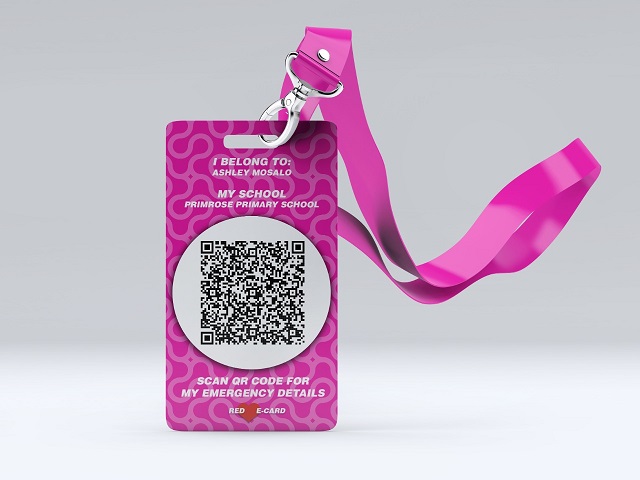 I BELONG TO:
ASHLEY MOSALO
MY SCHOOL
PRIMROSE PRIMARY SCHOOL
SCAN QR CODE FOR
MY EMERGENCY DETAILS
RED E-CARD